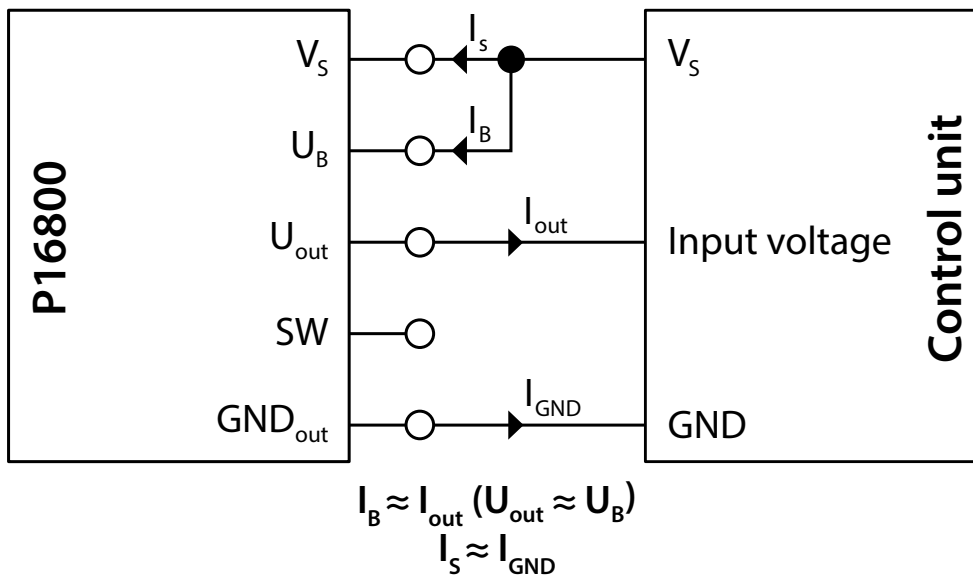 P16800
V_S
U_B
U_out
SW
GND_out
I_s
I_B
I_out
I_GND
V_S
Input voltage
GND
Control unit
I_B ≈ I_out (U_out ≈ U_B)
I_S ≈ I_GND